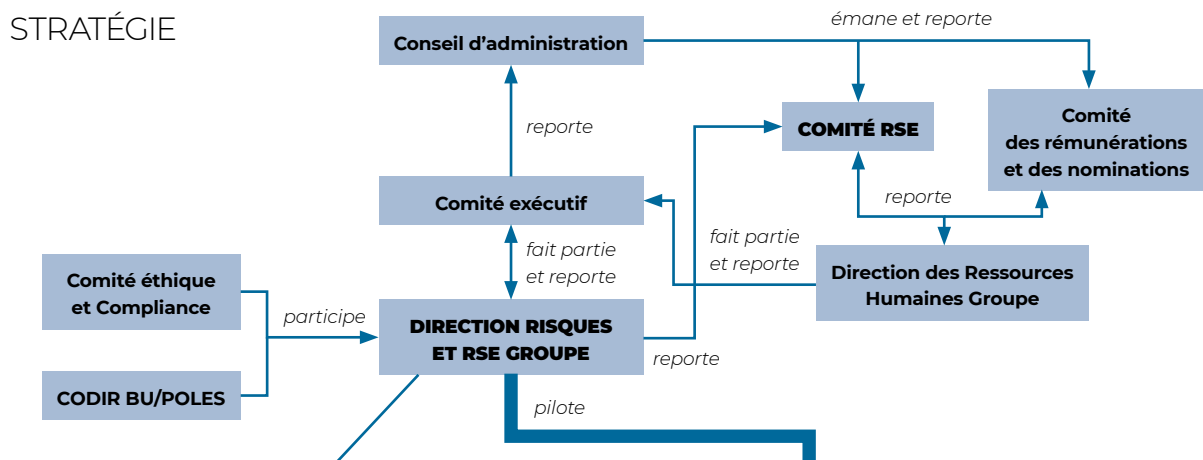 STRATÉGIE
émane et reporte
Conseil d’administration
Comité
des rémunérations
et des nominations
COMITÉ RSE
reporte
Comité exécutif
reporte
fait partie
et reporte
fait partie
et reporte
Comité éthique
et Compliance
Direction des Ressources
Humaines Groupe
participe
DIRECTION RISQUES
ET RSE GROUPE
reporte
CODIR BU/POLES
pilote